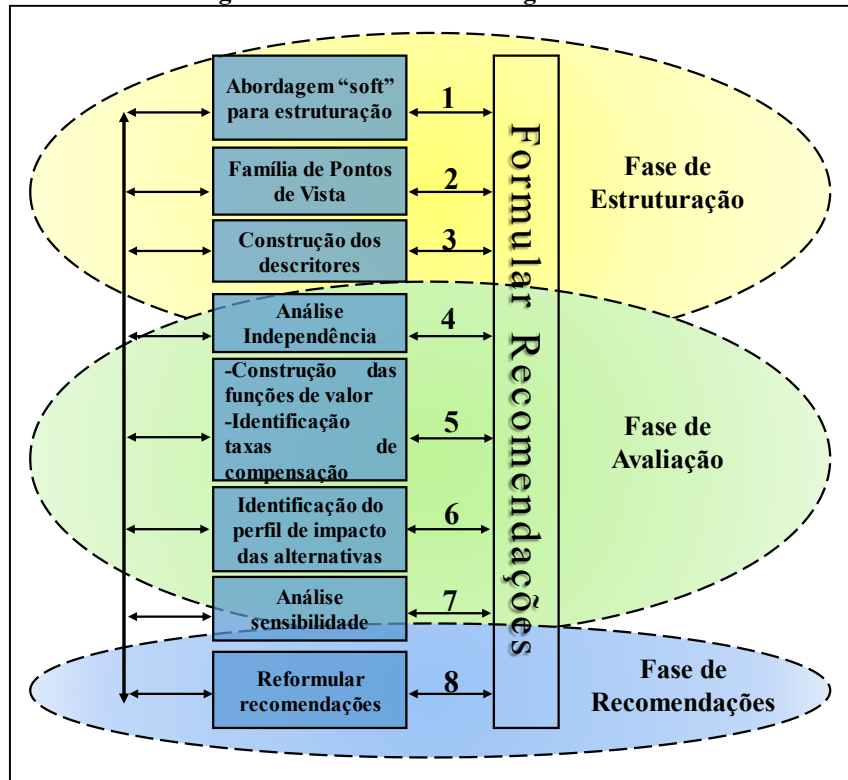 Abordagem “soft”
para estruturação
1
Família de Pontos
de Vista
2
Construção dos
descritores
3
Fase de
Estruturação
Análise
Independência
4
-Construção das
funções de valor
-Identificação
taxas de
compensação
5
Fase de
Avaliação
Identificação do
perfil de impacto
das alternativas
6
Análise
sensibilidade
7
Reformular
recomendações
8
Fase de
Recomendações
Formular Recomendações